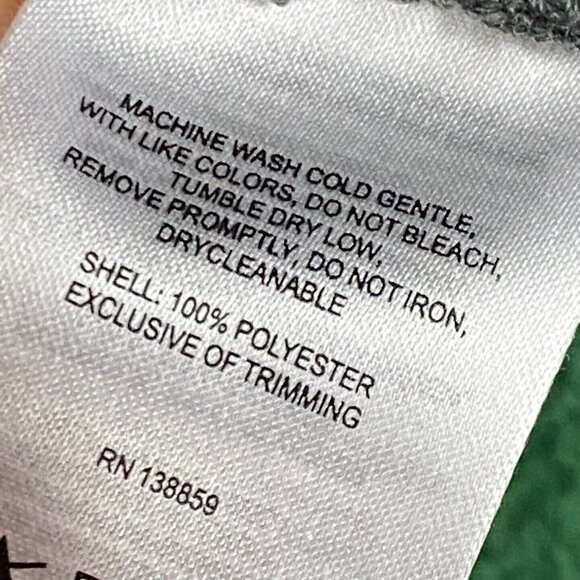 MACHINE WASH COLD GENTLE,
WITH LIKE COLORS, DO NOT BLEACH,
TUMBLE DRY LOW,
REMOVE PROMPTLY, DO NOT IRON,
DRYCLEANABLE
SHELL: 100% POLYESTER
EXCLUSIVE OF TRIMMING
RN 138859